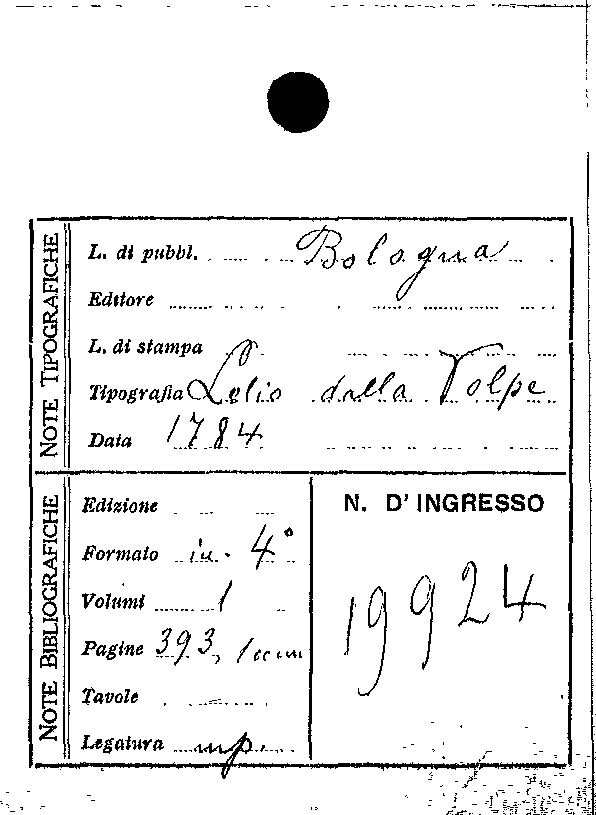 NOTE TIPOGRAFICHE
L. di pubbl. Bologna
Editore
L. di stampa
Tipografia Lelio dalla Volpe
Data 1784
NOTE BIBLIOGRAFICHE
Edizione
Formato in - 4°
Volumi 1
Pagine 393,
Tavole
Legatura mp.
N. D'INGRESSO
19924